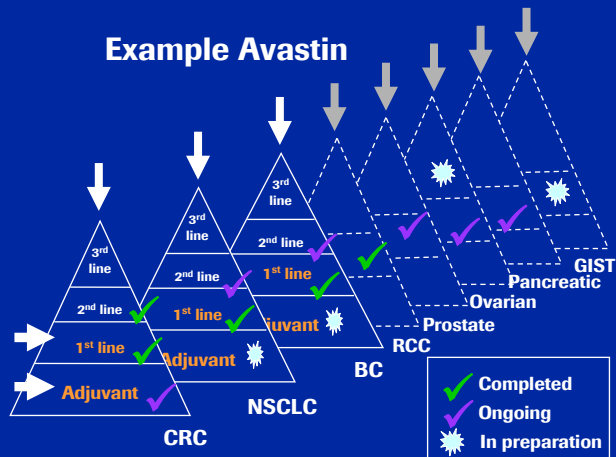 Example Avastin
3rd
line
2nd line
1st line
Adjuvant
CRC
3rd
line
2nd line
1st line
Adjuvant
NSCLC
3rd
line
2nd line
1st line
juvant
BC
RCC
Prostate
Ovarian
Pancreatic
GIST
Completed
Ongoing
In preparation